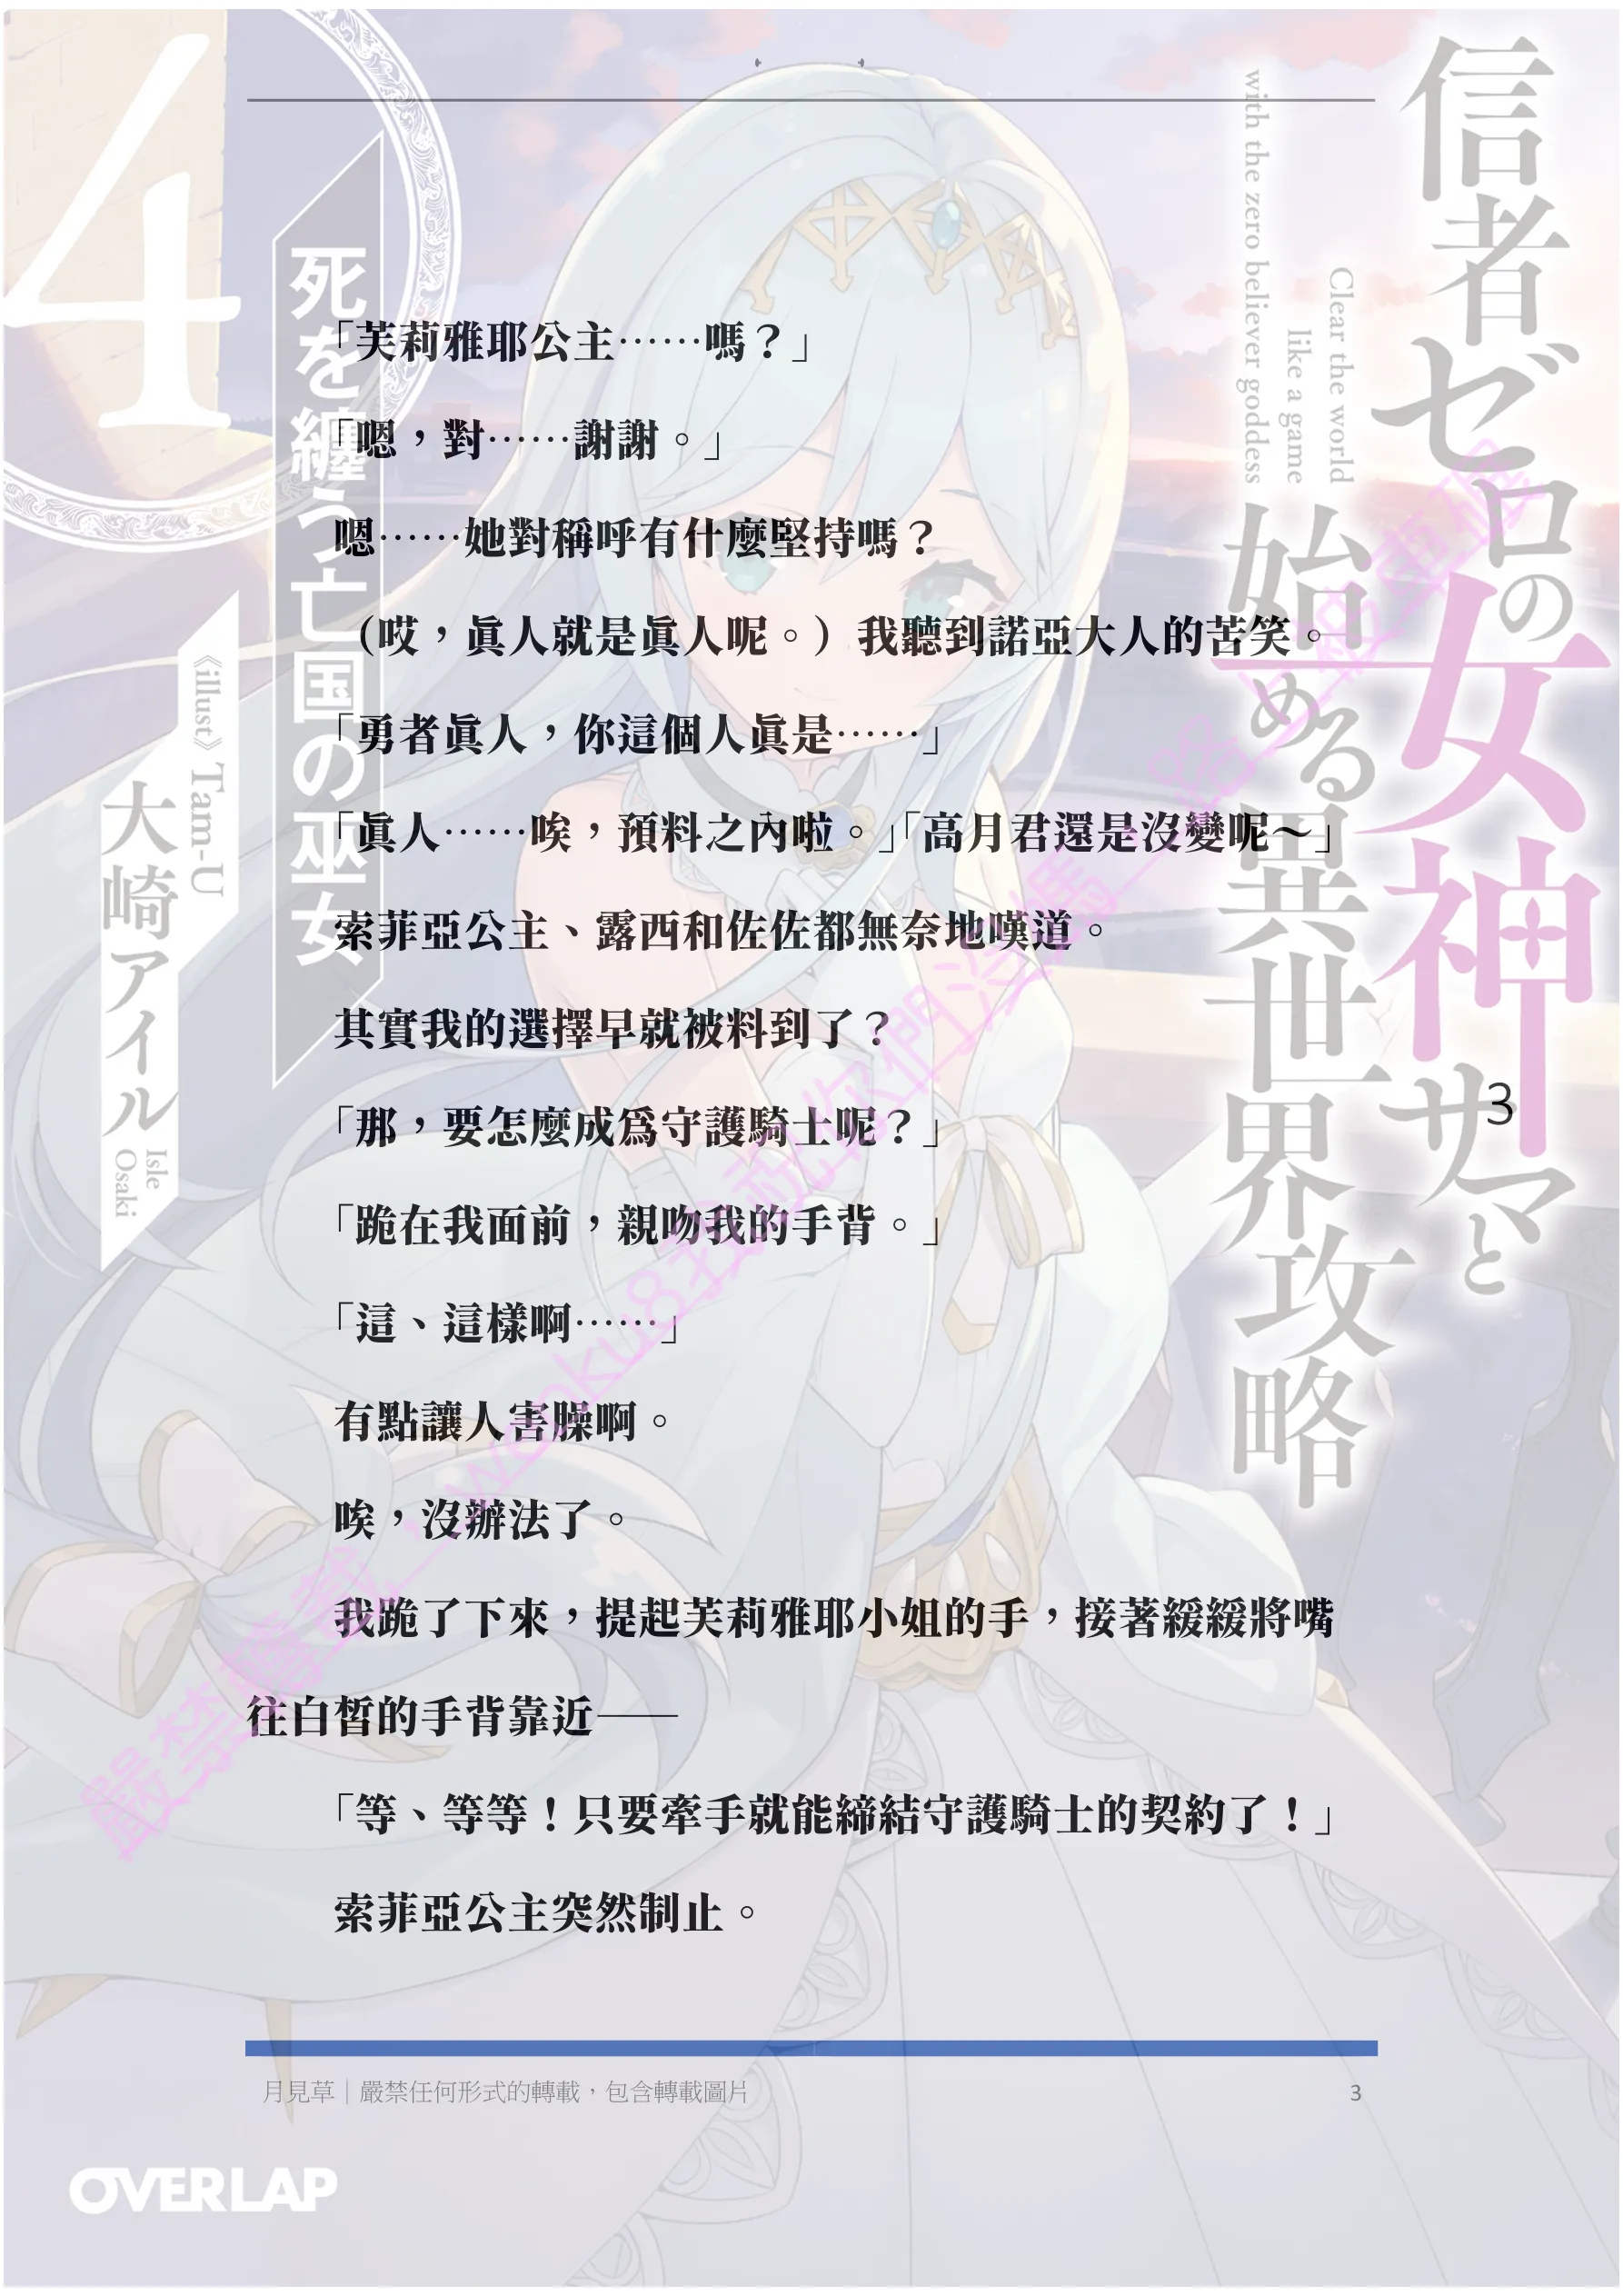 信者ゼロの女神サマと
始める異世界攻略
Clear the world
like a game
with the zero believer goddess
4
死を纏う亡国の巫女
《illust》Tam-U
大崎アイル
Isle
Osaki
「芙莉雅耶公主……嗎？」
「嗯，對……謝謝。」
嗯……她對稱呼有什麼堅持嗎？
（哎，眞人就是眞人呢。）我聽到諾亞大人的苦笑。
「勇者眞人，你這個人眞是……」
「眞人……唉，預料之內啦。」「高月君還是沒變呢～」
索菲亞公主、露西和佐佐都無奈地嘆道。
其實我的選擇早就被料到了？
3
「那，要怎麼成爲守護騎士呢？」
「跪在我面前，親吻我的手背。」
「這、這樣啊……」
有點讓人害臊啊。
唉，沒辦法了。
我跪了下來，提起芙莉雅耶小姐的手，接著緩緩將嘴
往白皙的手背靠近——
「等、等等！只要牽手就能締結守護騎士的契約了！」
索菲亞公主突然制止。
月見草｜嚴禁任何形式的轉載，包含轉載圖片
3
OVERLAP